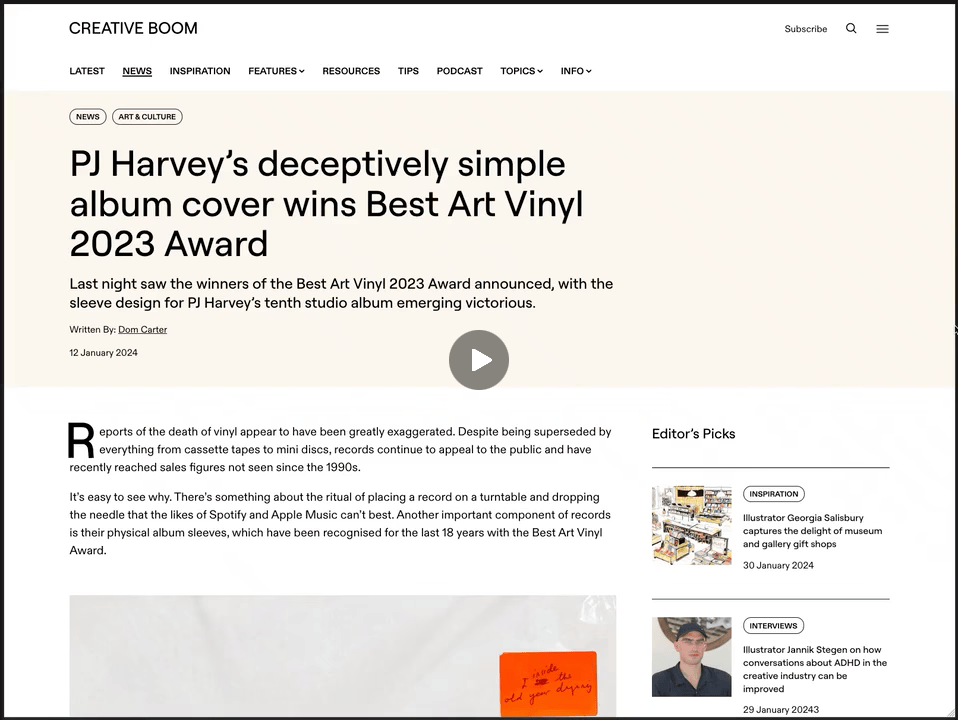 CREATIVE BOOM
Subscribe
LATEST NEWS INSPIRATION FEATURES RESOURCES TIPS PODCAST TOPICS INFO
NEWS ART & CULTURE
PJ Harvey’s deceptively simple
album cover wins Best Art Vinyl
2023 Award
Last night saw the winners of the Best Art Vinyl 2023 Award announced, with the
sleeve design for PJ Harvey’s tenth studio album emerging victorious.
Written By: Dom Carter
12 January 2024
Reports of the death of vinyl appear to have been greatly exaggerated. Despite being superseded by
everything from cassette tapes to mini discs, records continue to appeal to the public and have
recently reached sales figures not seen since the 1990s.
It’s easy to see why. There’s something about the ritual of placing a record on a turntable and dropping
the needle that the likes of Spotify and Apple Music can’t best. Another important component of records
is their physical album sleeves, which have been recognised for the last 18 years with the Best Art Vinyl
Award.
I inside
the
old year dying
Editor’s Picks
INSPIRATION
Illustrator Georgia Salisbury
captures the delight of museum
and gallery gift shops
30 January 2024
INTERVIEWS
Illustrator Jannik Stegen on how
conversations about ADHD in the
creative industry can be
improved
29 January 20243